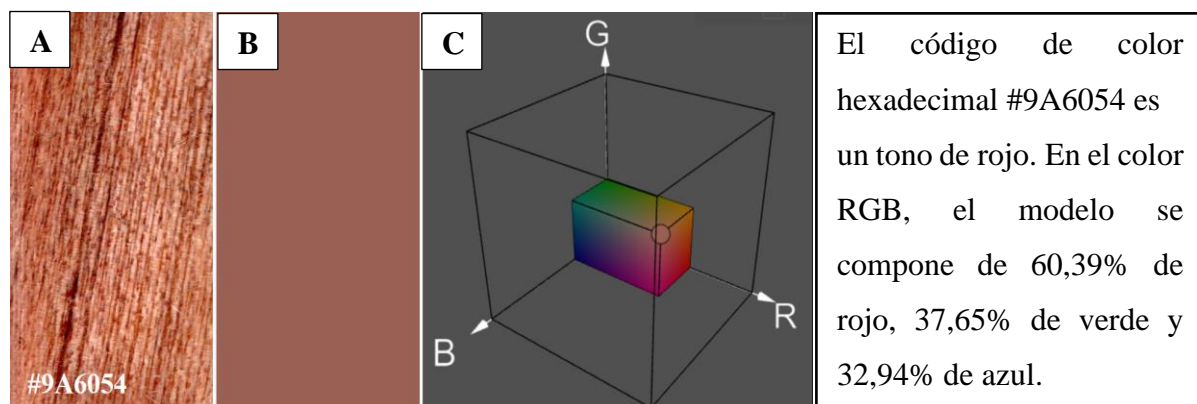 A
B
C
G
B
R
#9A6054
El código de color
hexadecimal #9A6054 es
un tono de rojo. En el color
RGB, el modelo se
compone de 60,39% de
rojo, 37,65% de verde y
32,94% de azul.